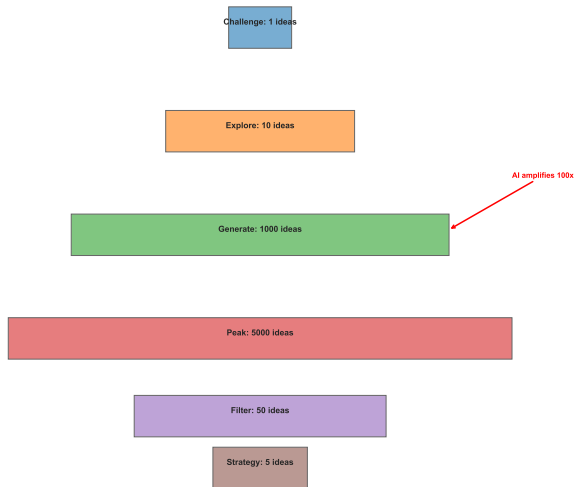 Challenge: 1 ideas
Explore: 10 ideas
AI amplifies 100x
Generate: 1000 ideas
Peak: 5000 ideas
Filter: 50 ideas
Strategy: 5 ideas